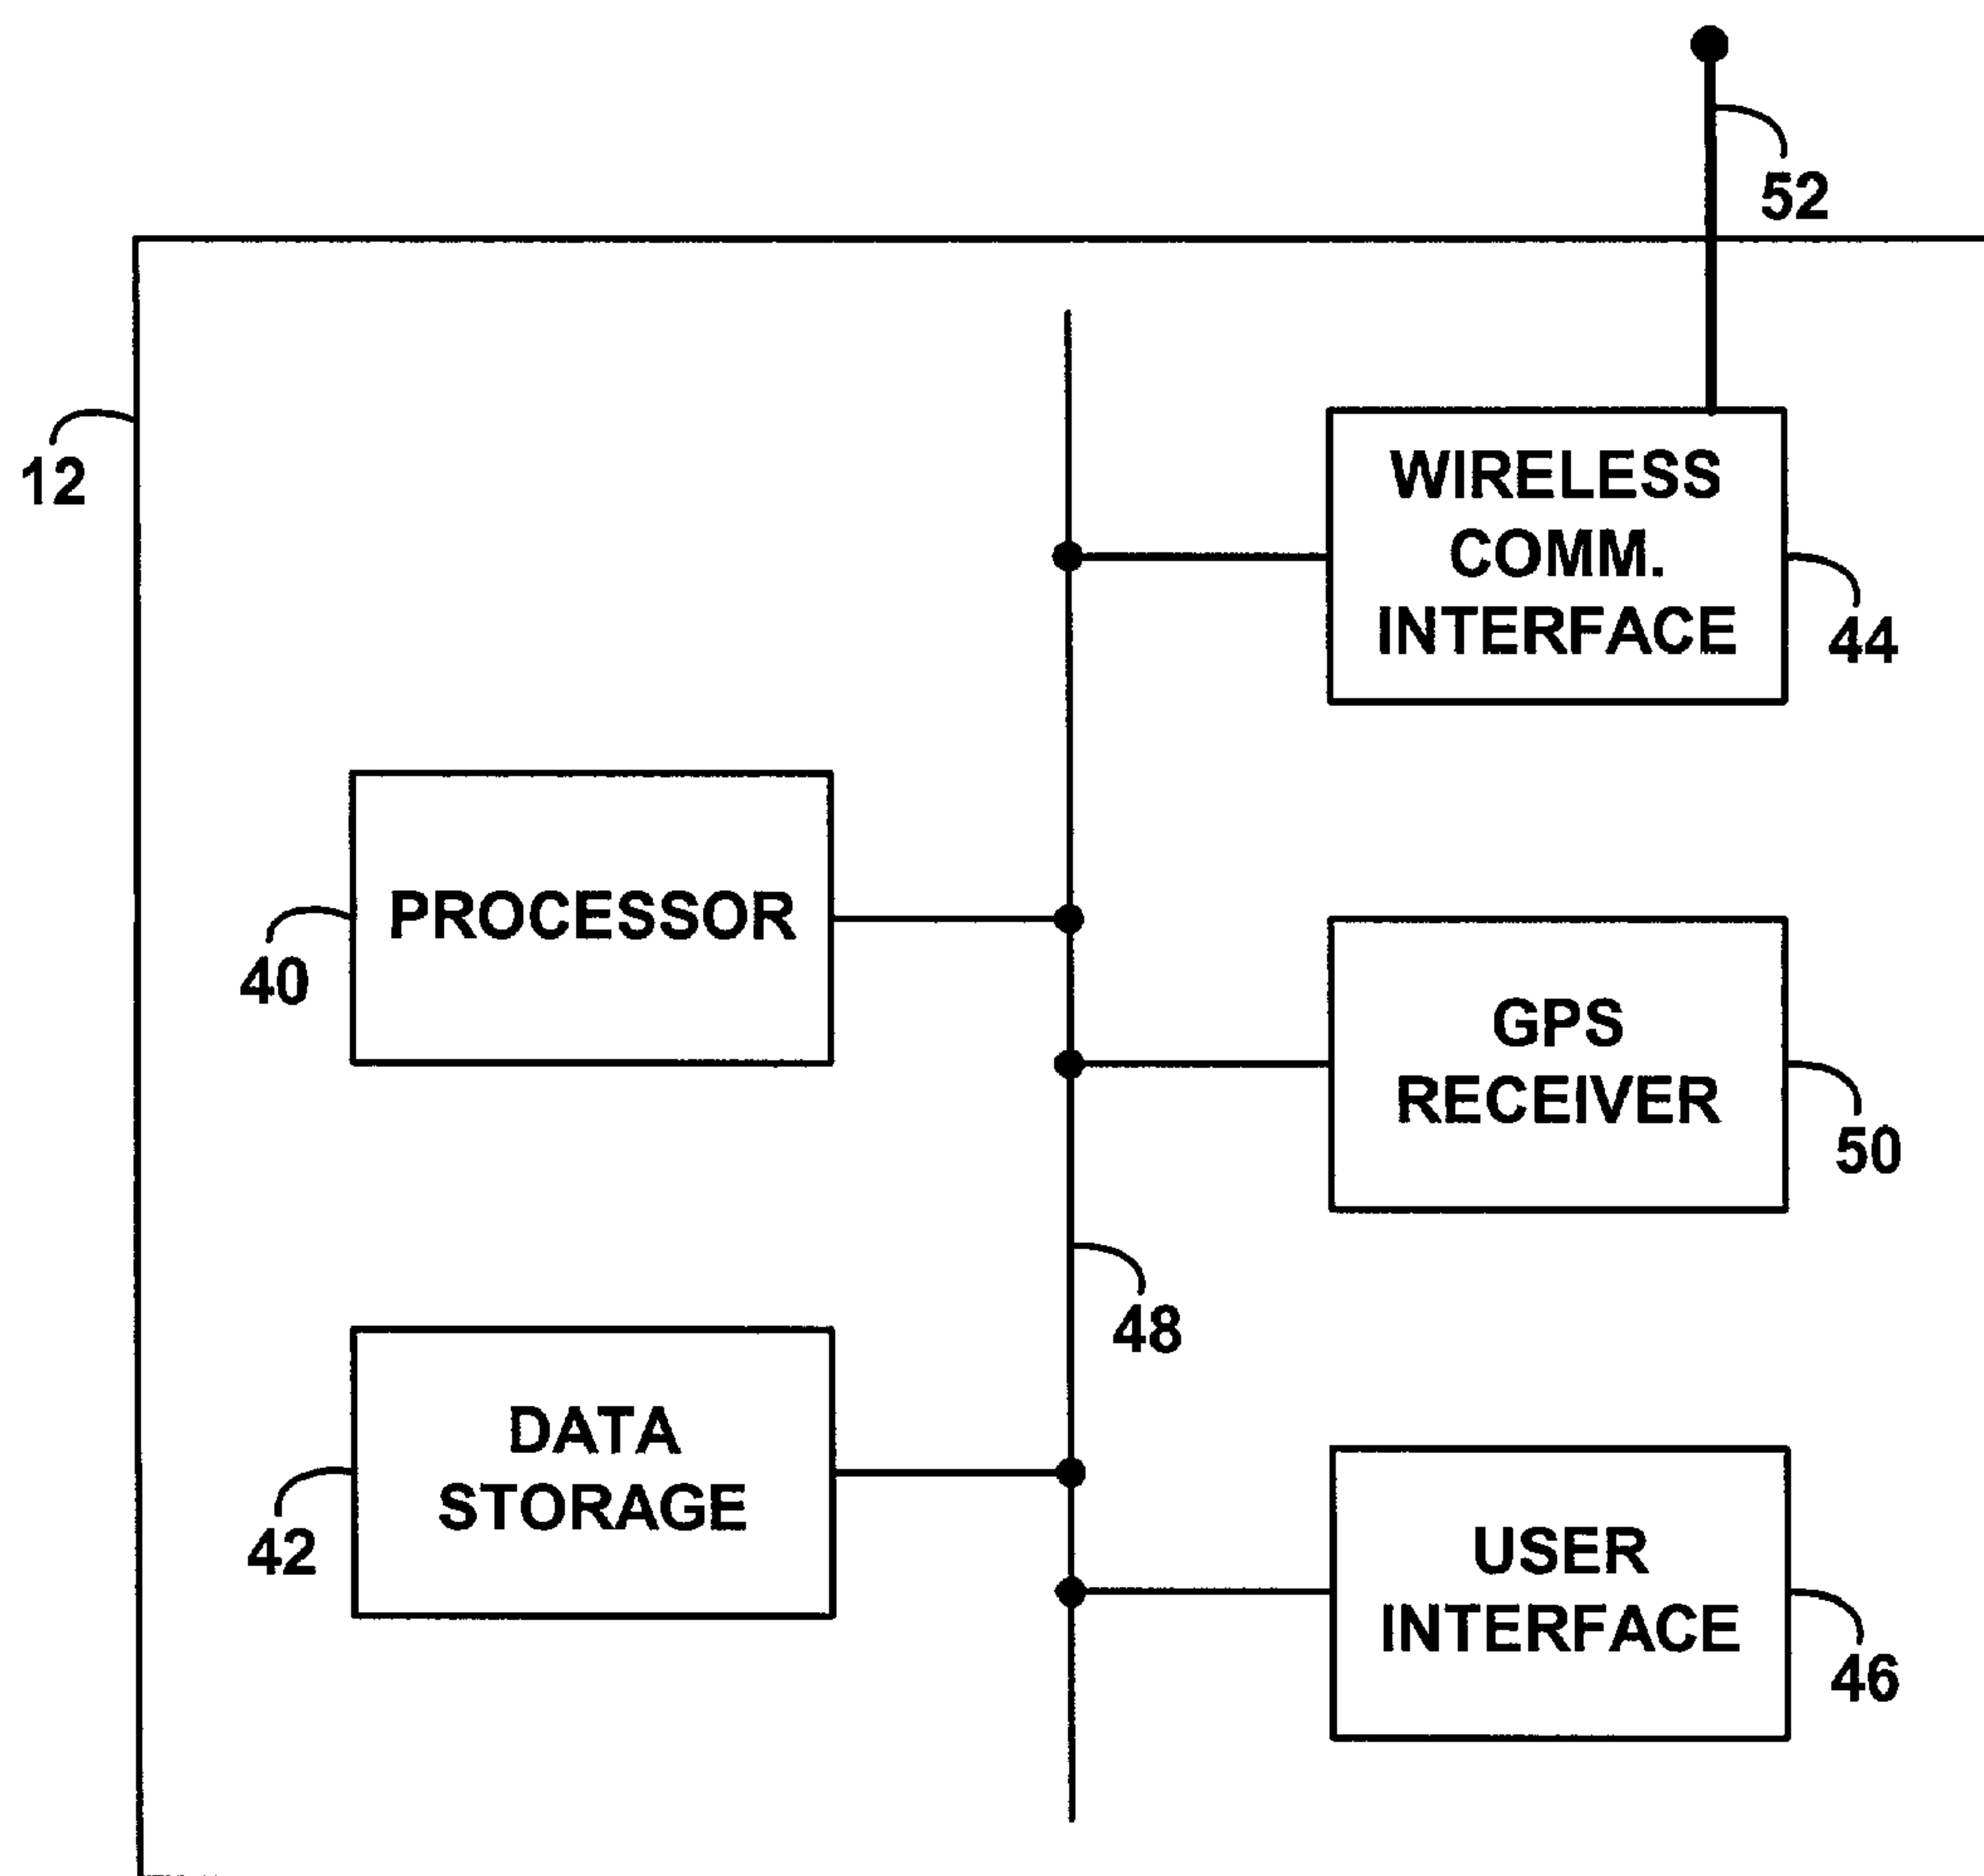 52
12
WIRELESS
COMM.
INTERFACE
44
PROCESSOR
40
GPS
RECEIVER
50
48
DATA
STORAGE
42
USER
INTERFACE
46